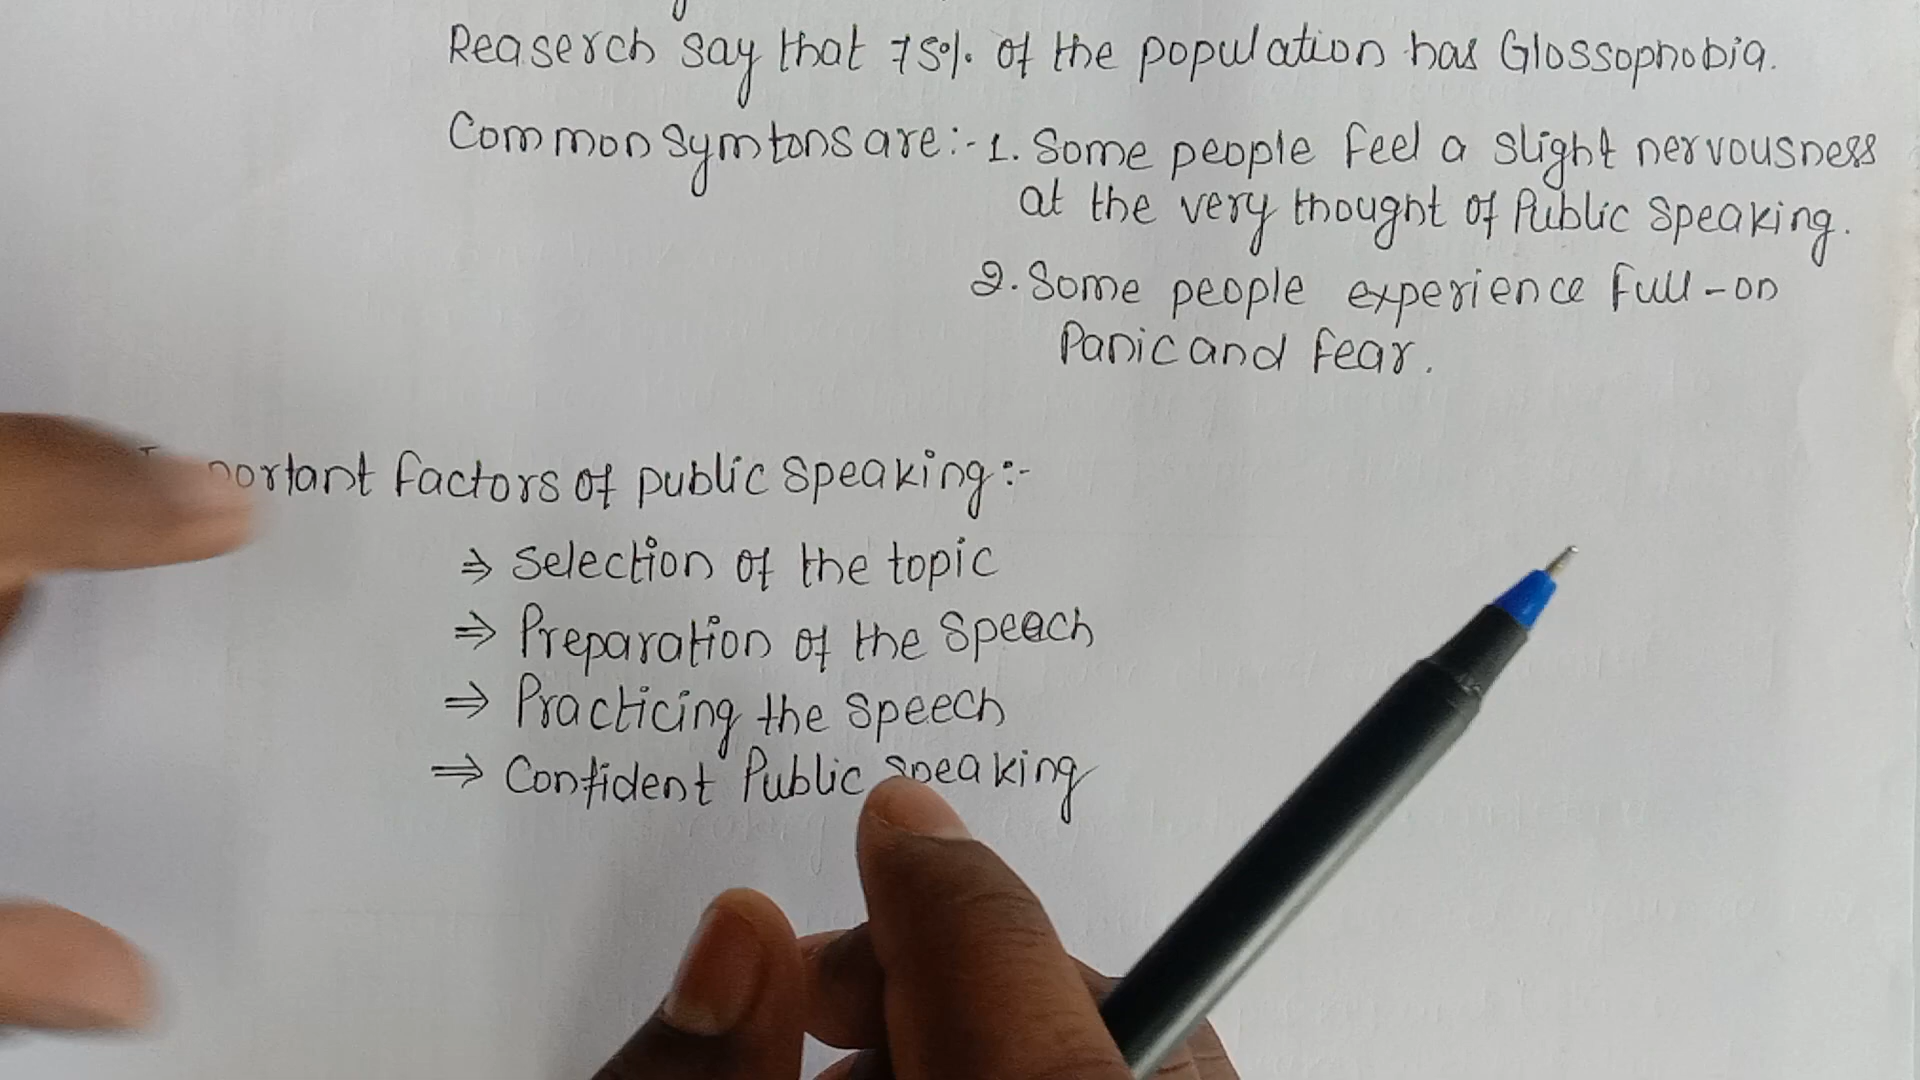 Reaserch say that 75% of the population has Glossophobia.
Common Symtons are:- 1. Some people feel a slight nervousness
at the very thought of Public Speaking.
2. Some people experience full-on
Panic and fear.
factors of public speaking:-
⇒ Selection of the topic
⇒ Preparation of the Speech
⇒ Practicing the Speech
⇒ Confident Public Speaking